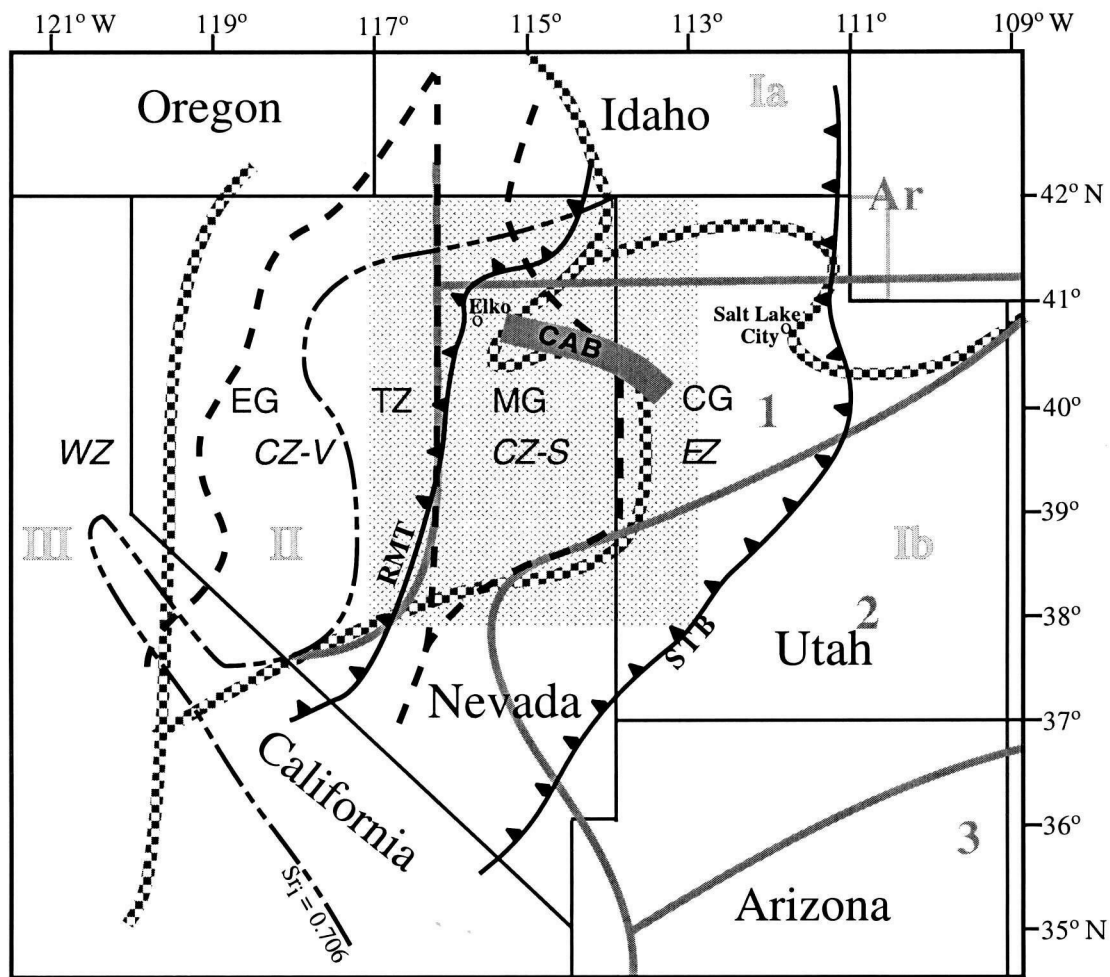 121° W 119° 117° 115° 113° 111° 109° W
Oregon
Idaho
Ia
42° N
Ar
41°
Elko
Salt Lake City
CAB
EG TZ MG CG 1
40°
WZ CZ-V CZ-S EZ
39°
III II RMT Ib
38°
2
STB
Utah
Nevada
37°
California
36°
3
Sri = 0.706
Arizona
35° N